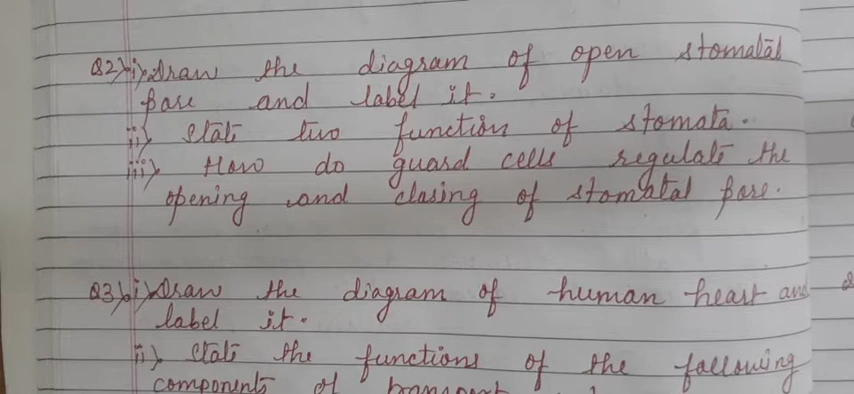 Q2) i) Draw the diagram of open stomatal
pore and label it.
ii) State two function of stomata.
iii) How do guard cells regulate the
opening and closing of stomatal pore.
Q3) i) Draw the diagram of human heart and
label it.
ii) State the functions of the following
components of transport